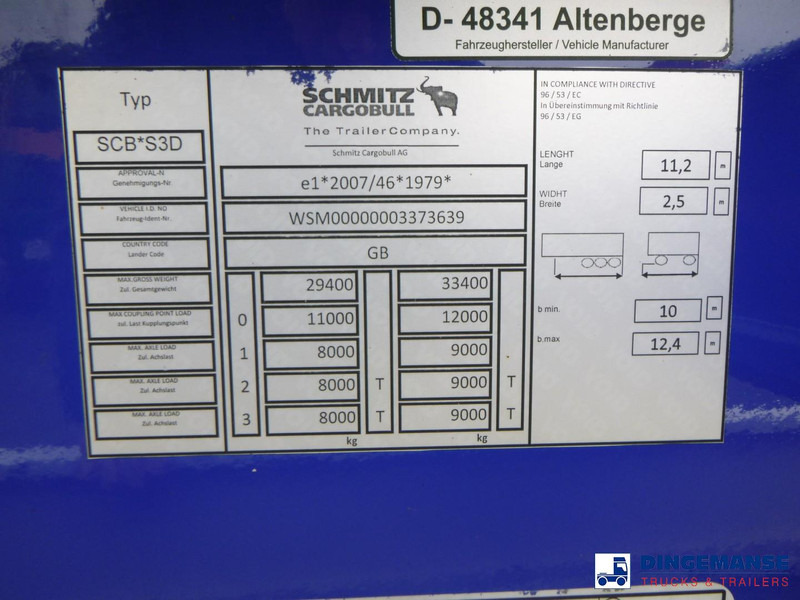 D- 48341 Altenberge
Fahrzeughersteller / Vehicle Manufacturer
Typ
SCB*S3D
SCHMITZ
CARGOBULL
The TrailerCompany.
Schmitz Cargobull AG
APPROVAL-N
Genehmigungs-Nr
e1*2007/46*1979*
VEHICLE I.D. NO
Fahrzeug-Ident-Nr.
WSM00000003373639
COUNTRY CODE
Lander Code
GB
MAX.GROSS WEIGHT
Zul. Gesamtgewicht
29400 33400
MAX COUPLING POINT LOAD
zul. Last Kupplungspunkt
0 11000 12000
MAX. AXLE LOAD
Zul. Achslast
1 8000 9000
MAX. AXLE LOAD
Zul. Achslast
2 8000 T 9000 T
MAX. AXLE LOAD
Zul. Achslast
3 8000 T 9000 T
kg kg
IN COMPLIANCE WITH DIRECTIVE
96 / 53 / EC
In Übereinstimmung mit Richtlinie
96 / 53 / EG
LENGHT
Lange
11,2 m
WIDHT
Breite
2,5 m
b min. 10 m
b.max 12,4 m
DINGEMANSE
TRUCKS & TRAILERS